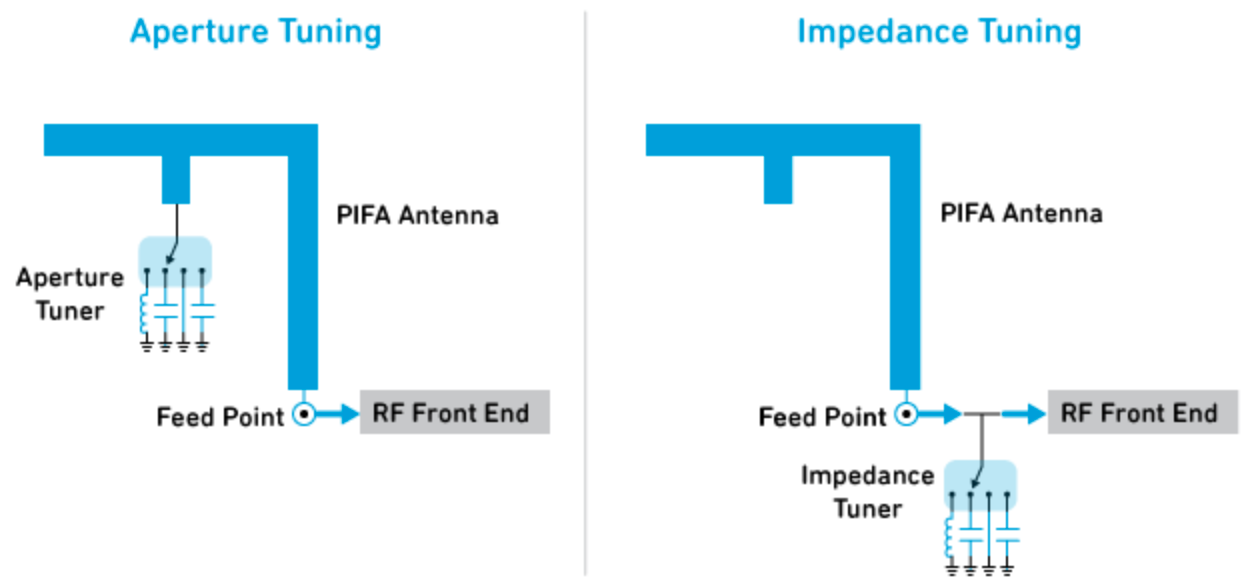 Aperture Tuning
PIFA Antenna
Aperture
Tuner
Feed Point
RF Front End
Impedance Tuning
PIFA Antenna
Feed Point
RF Front End
Impedance
Tuner